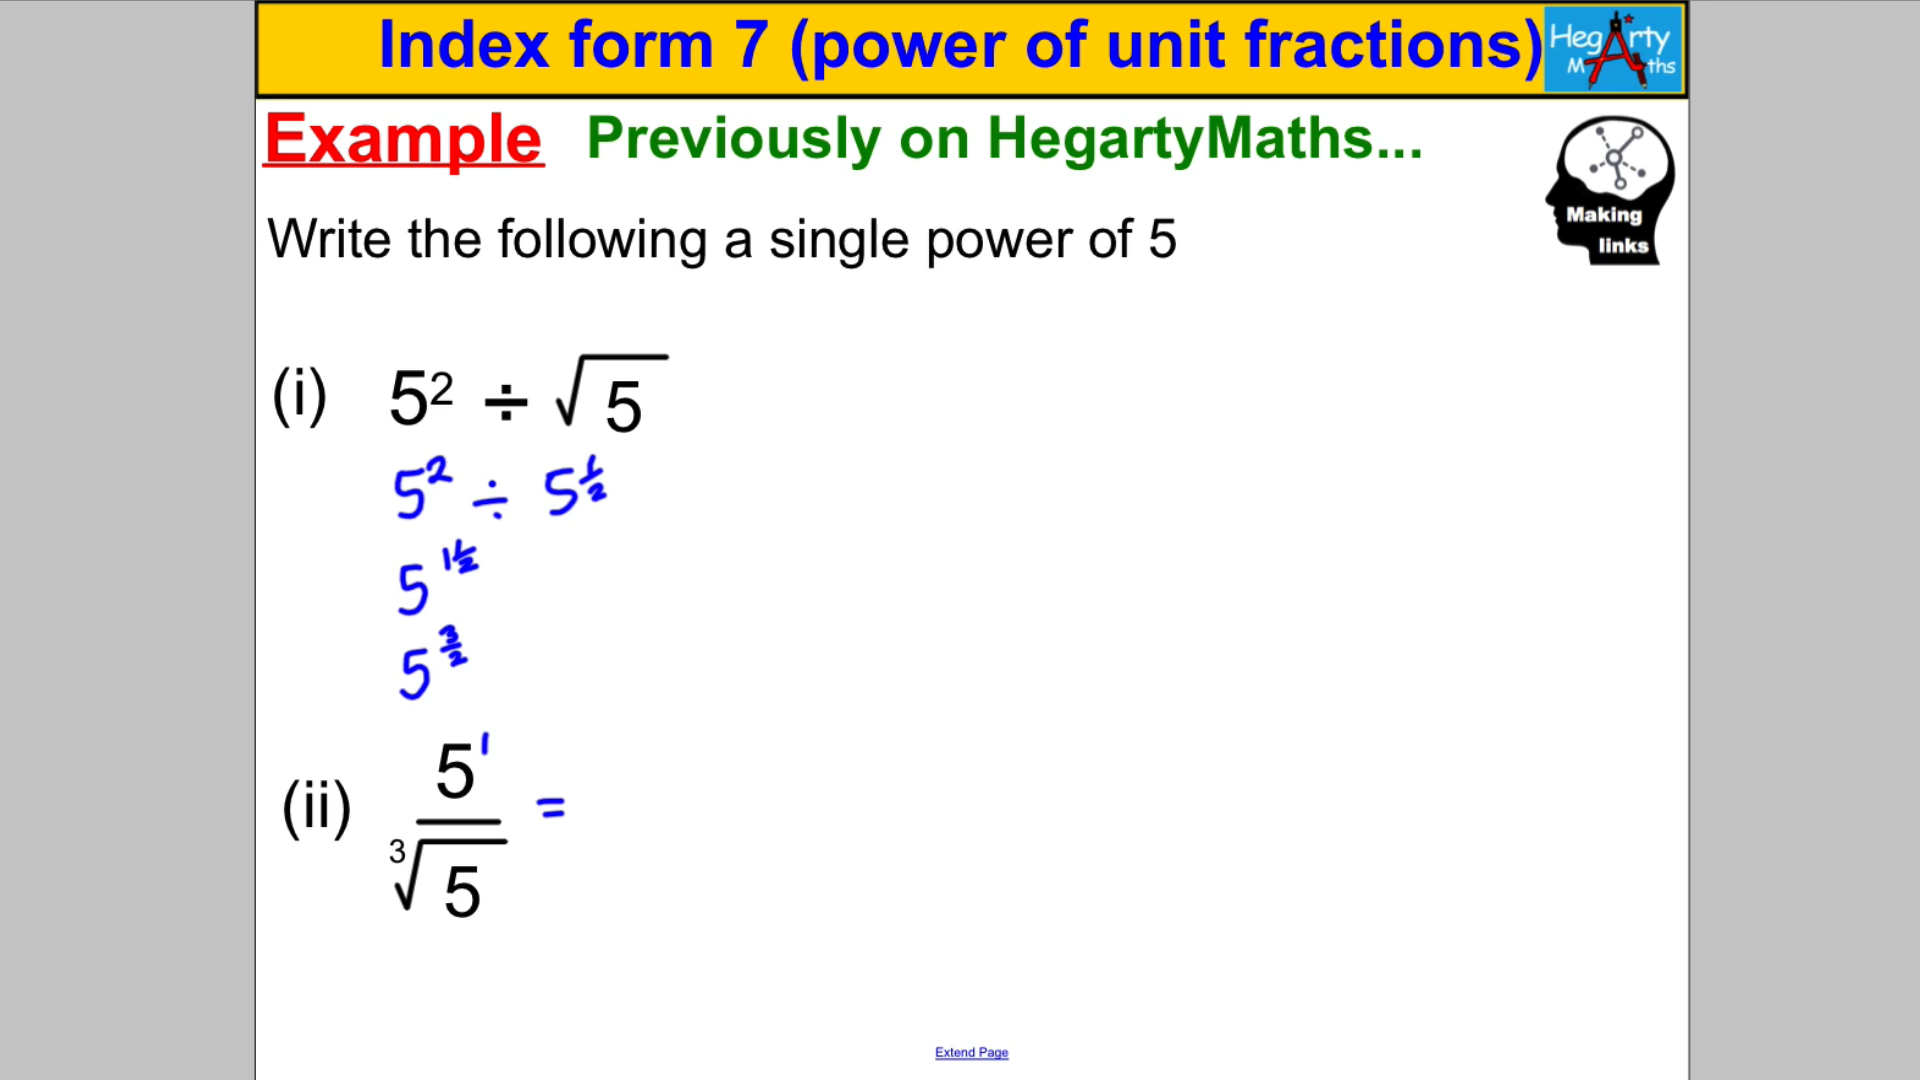 Index form 7 (power of unit fractions)
HegArty
MAths
Example Previously on HegartyMaths...
Making
links
Write the following a single power of 5
(i) 5² ÷ √5
5² ÷ 5^½
5^1½
5^3/2
(ii) 5¹/³√5 =
Extend Page